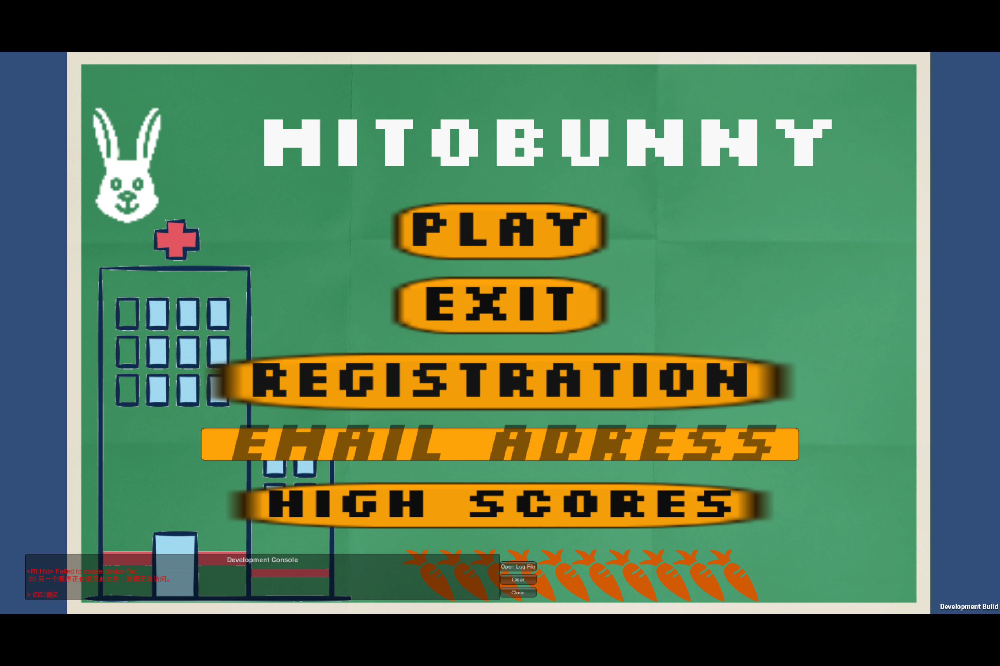 HITOBUNNY
PLAY
EXIT
REGISTRATION
EMAIL ADRESS
HIGH SCORES
Development Console
<RI.Hid> Failed to create device file:
20 另一个程序正在使用此文件，进程无法访问。
Open Log File
Clear
Close
Development Build